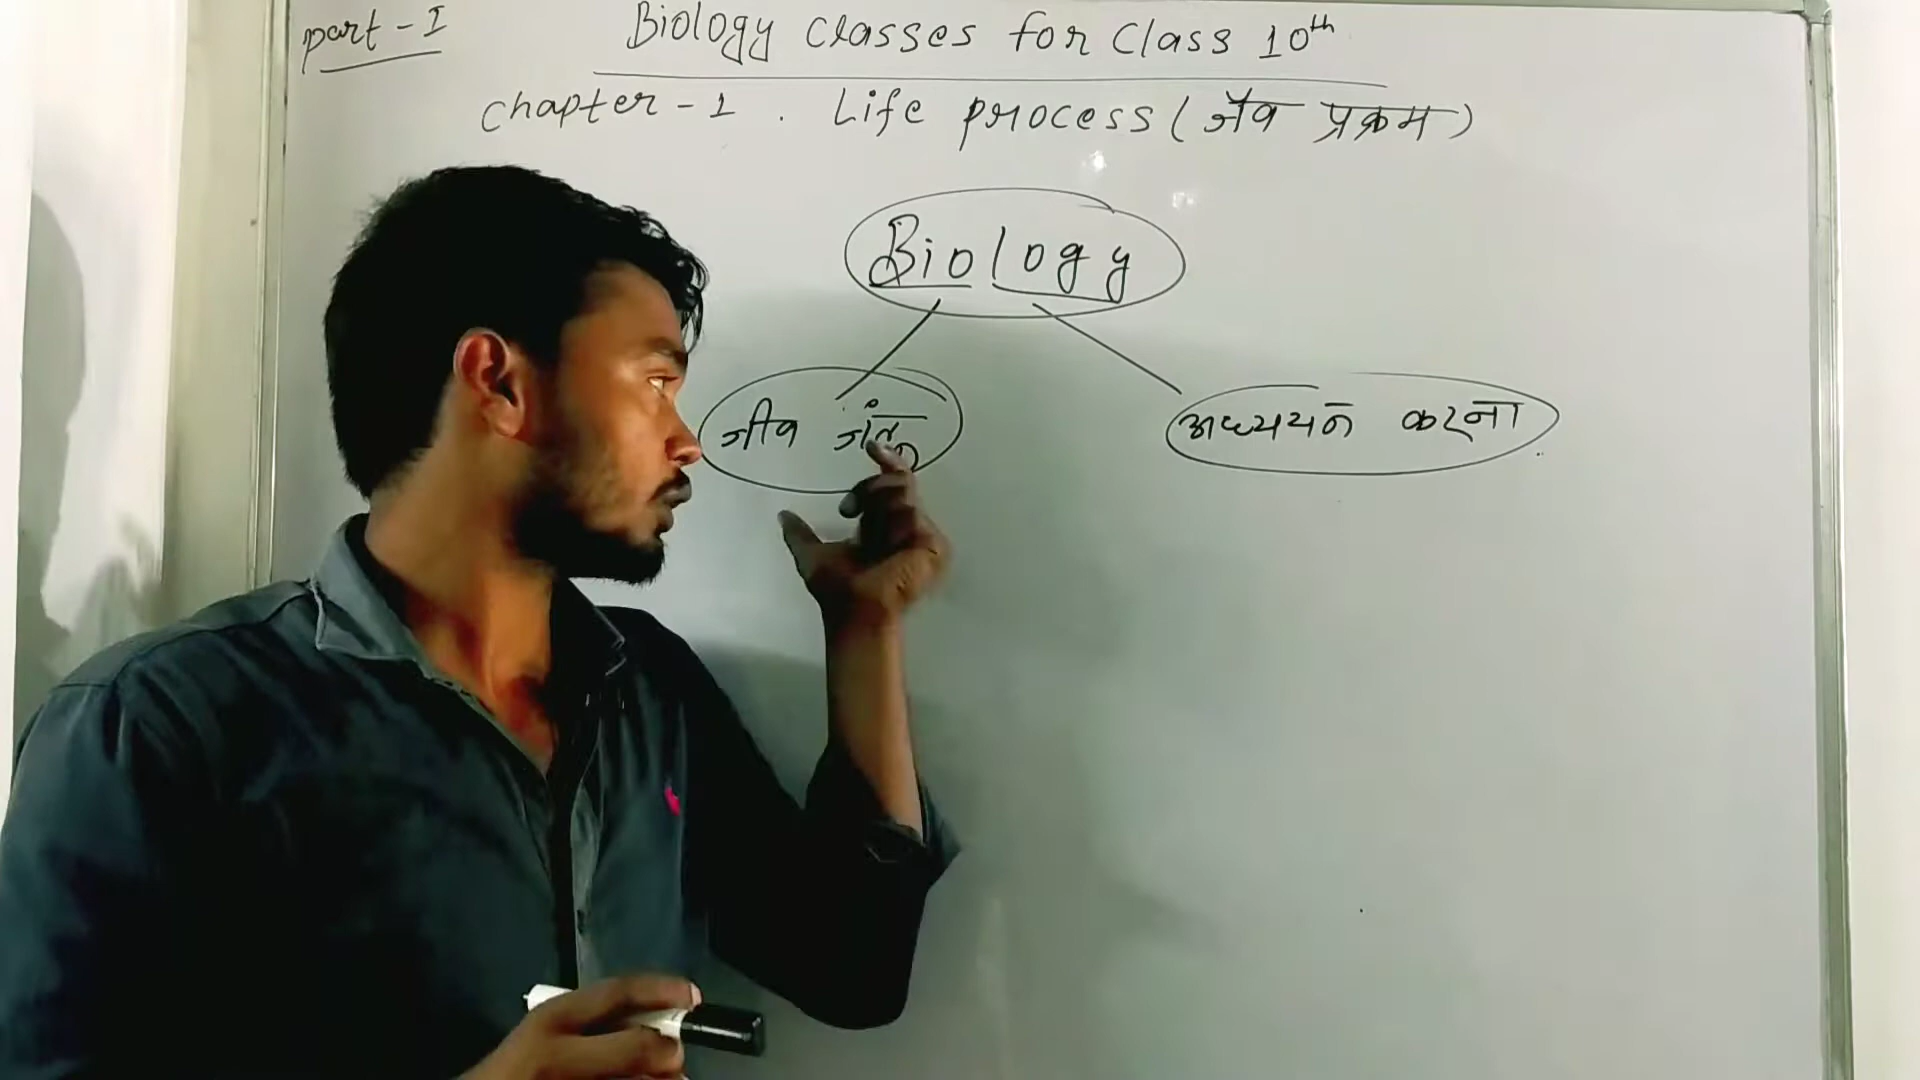 part - I
Biology classes for Class 10th
chapter - 1 . Life process ( जैव प्रक्रम )
Biology
जीव जंतु
अध्ययन करना